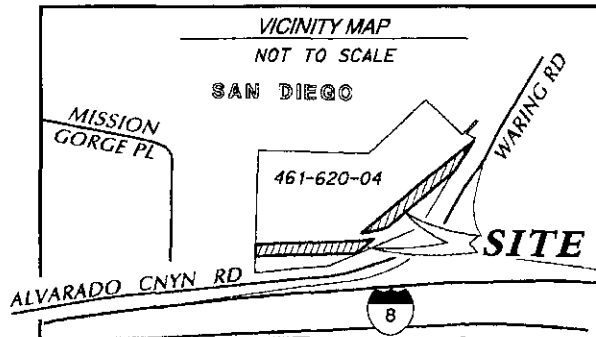 VICINITY MAP
NOT TO SCALE
SAN DIEGO
MISSION
GORGE PL
WARING RD
461-620-04
SITE
ALVARADO CNYN RD
8